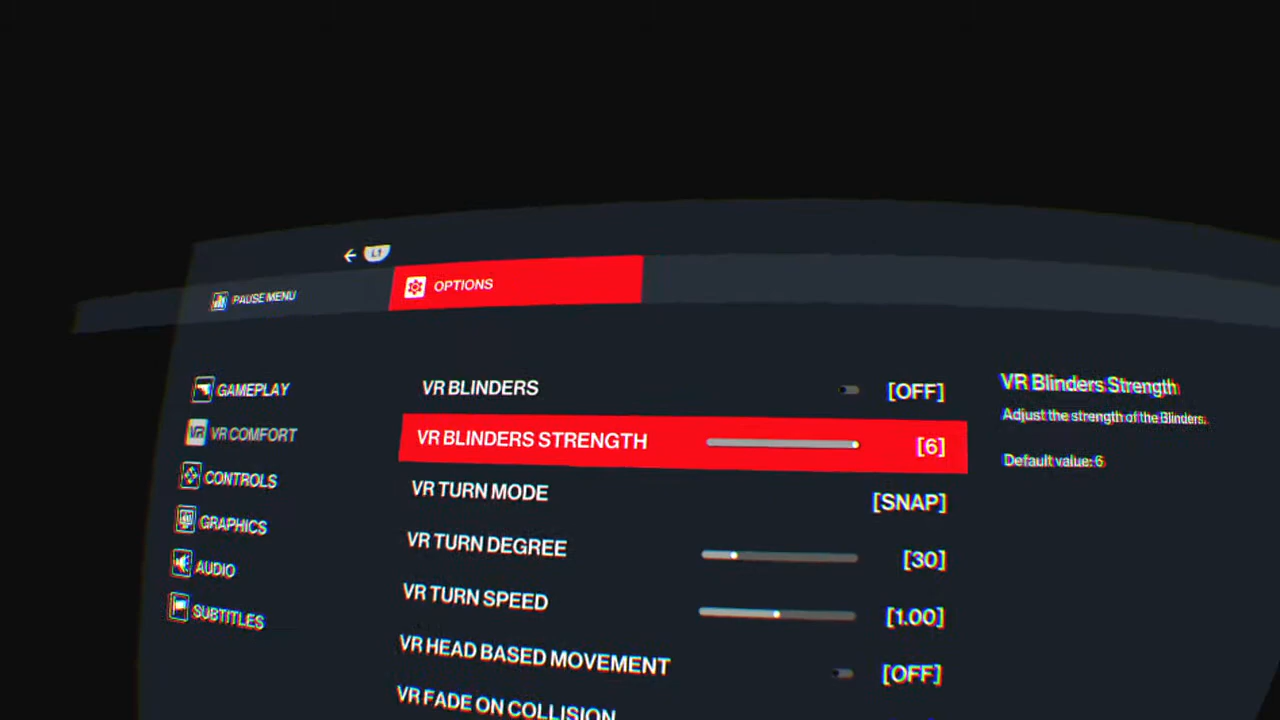 L1
PAUSE MENU
OPTIONS
GAMEPLAY
VR COMFORT
CONTROLS
GRAPHICS
AUDIO
SUBTITLES
VR BLINDERS [OFF]
VR BLINDERS STRENGTH [6]
VR TURN MODE [SNAP]
VR TURN DEGREE [30]
VR TURN SPEED [1.00]
VR HEAD BASED MOVEMENT [OFF]
VR FADE ON COLLISION
VR Blinders Strength
Adjust the strength of the Blinders.
Default value: 6